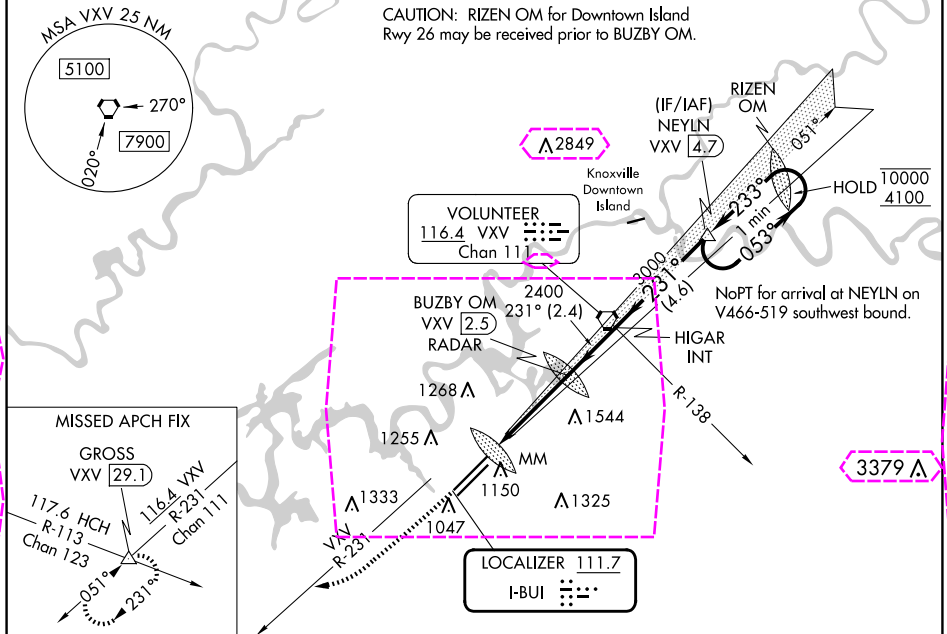 CAUTION: RIZEN OM for Downtown Island
Rwy 26 may be received prior to BUZBY OM.
MSA VXV 25 NM
5100
270°
7900
020°
RIZEN
OM
(IF/IAF)
NEYLN
VXV 4.7
051°
2849
Knoxville
Downtown
Island
HOLD 10000
4100
233°
1 min
053°
VOLUNTEER
116.4 VXV
Chan 111
3000
231°
(4.6)
NoPT for arrival at NEYLN on
V466-519 southwest bound.
2400
231° (2.4)
BUZBY OM
VXV 2.5
RADAR
HIGAR
INT
R-138
1268
1544
1255
MM
1150
3379
1333
1325
1047
VXV
R-231
LOCALIZER 111.7
I-BUI
MISSED APCH FIX
GROSS
VXV 29.1
116.4 VXV
R-231
Chan 111
117.6 HCH
R-113
Chan 123
051°
231°